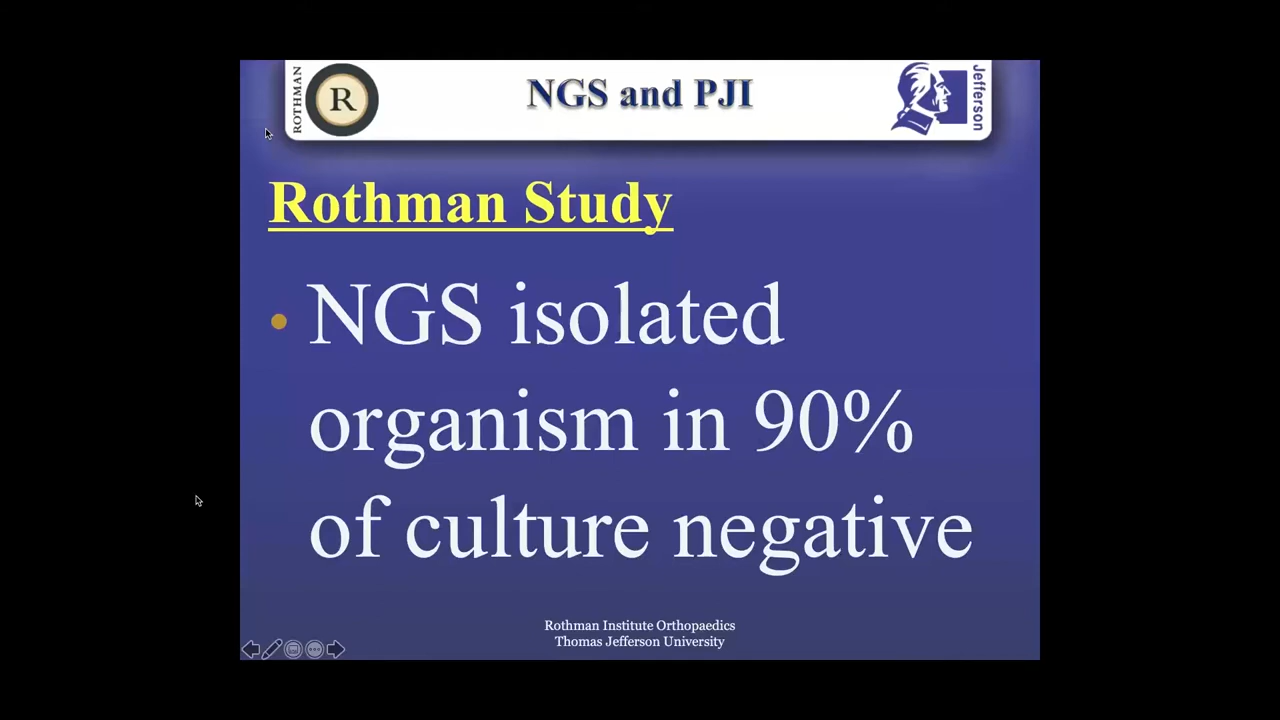 ROTHMAN
R
NGS and PJI
Jefferson
Rothman Study
• NGS isolated
organism in 90%
of culture negative
Rothman Institute Orthopaedics
Thomas Jefferson University